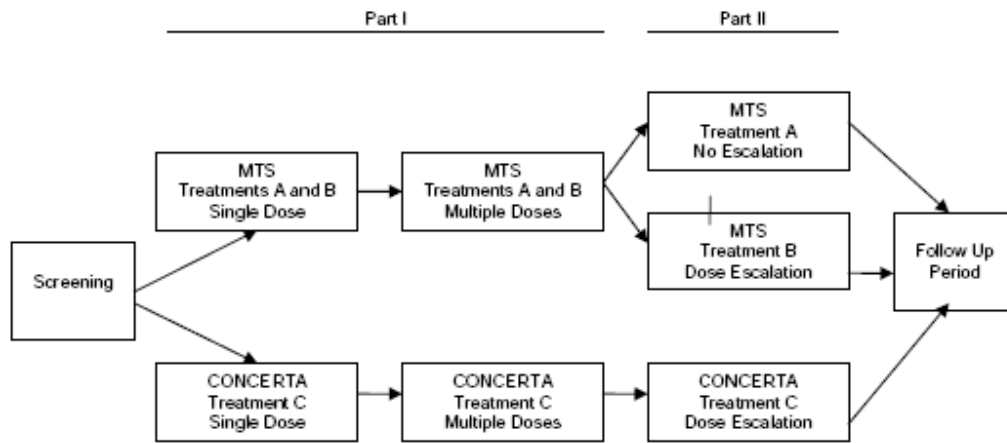 Part I
Part II
MTS
Treatment A
No Escalation
MTS
Treatments A and B
Single Dose
MTS
Treatments A and B
Multiple Doses
MTS
Treatment B
Dose Escalation
Screening
Follow Up
Period
CONCERTA
Treatment C
Single Dose
CONCERTA
Treatment C
Multiple Doses
CONCERTA
Treatment C
Dose Escalation